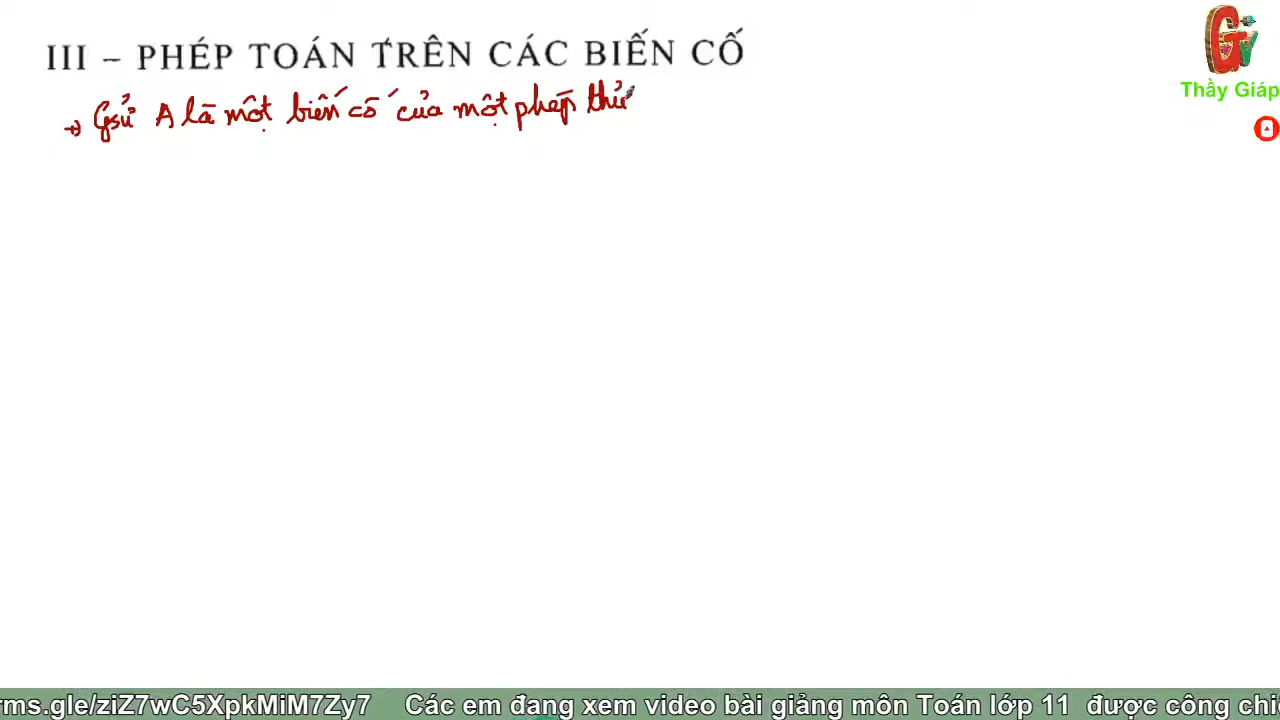 III – PHÉP TOÁN TRÊN CÁC BIẾN CỐ
→ Gsử A là một biến cố của một phép thử
GTV
Thầy Giáp
rms.gle/ziZ7wC5XpkMiM7Zy7 Các em đang xem video bài giảng môn Toán lớp 11 được công chi